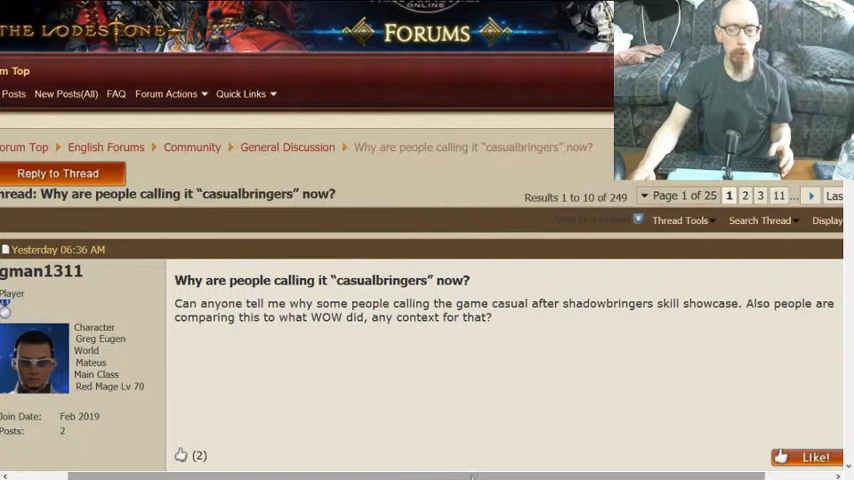 ONLINE
THE LODESTONE
FORUMS
m Top
Posts New Posts(All) FAQ Forum Actions Quick Links
orum Top English Forums Community General Discussion Why are people calling it “casualbringers” now?
Reply to Thread
hread: Why are people calling it “casualbringers” now?
Results 1 to 10 of 249
Page 1 of 25 1 2 3 11 ... Las
Thread Tools Search Thread Display
Yesterday 06:36 AM
gman1311
Player
Character
Greg Eugen
World
Mateus
Main Class
Red Mage Lv 70
Join Date: Feb 2019
Posts: 2
Why are people calling it “casualbringers” now?
Can anyone tell me why some people calling the game casual after shadowbringers skill showcase. Also people are
comparing this to what WOW did, any context for that?
(2)
Like!